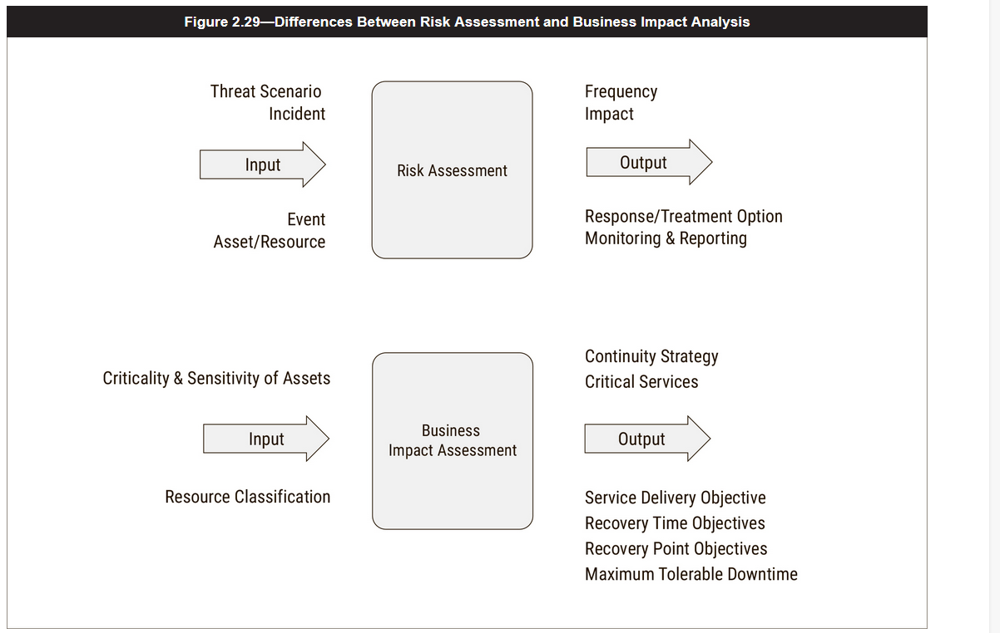 Figure 2.29—Differences Between Risk Assessment and Business Impact Analysis
Threat Scenario
Incident
Input
Event
Asset/Resource
Risk Assessment
Frequency
Impact
Output
Response/Treatment Option
Monitoring & Reporting
Criticality & Sensitivity of Assets
Input
Resource Classification
Business
Impact Assessment
Continuity Strategy
Critical Services
Output
Service Delivery Objective
Recovery Time Objectives
Recovery Point Objectives
Maximum Tolerable Downtime